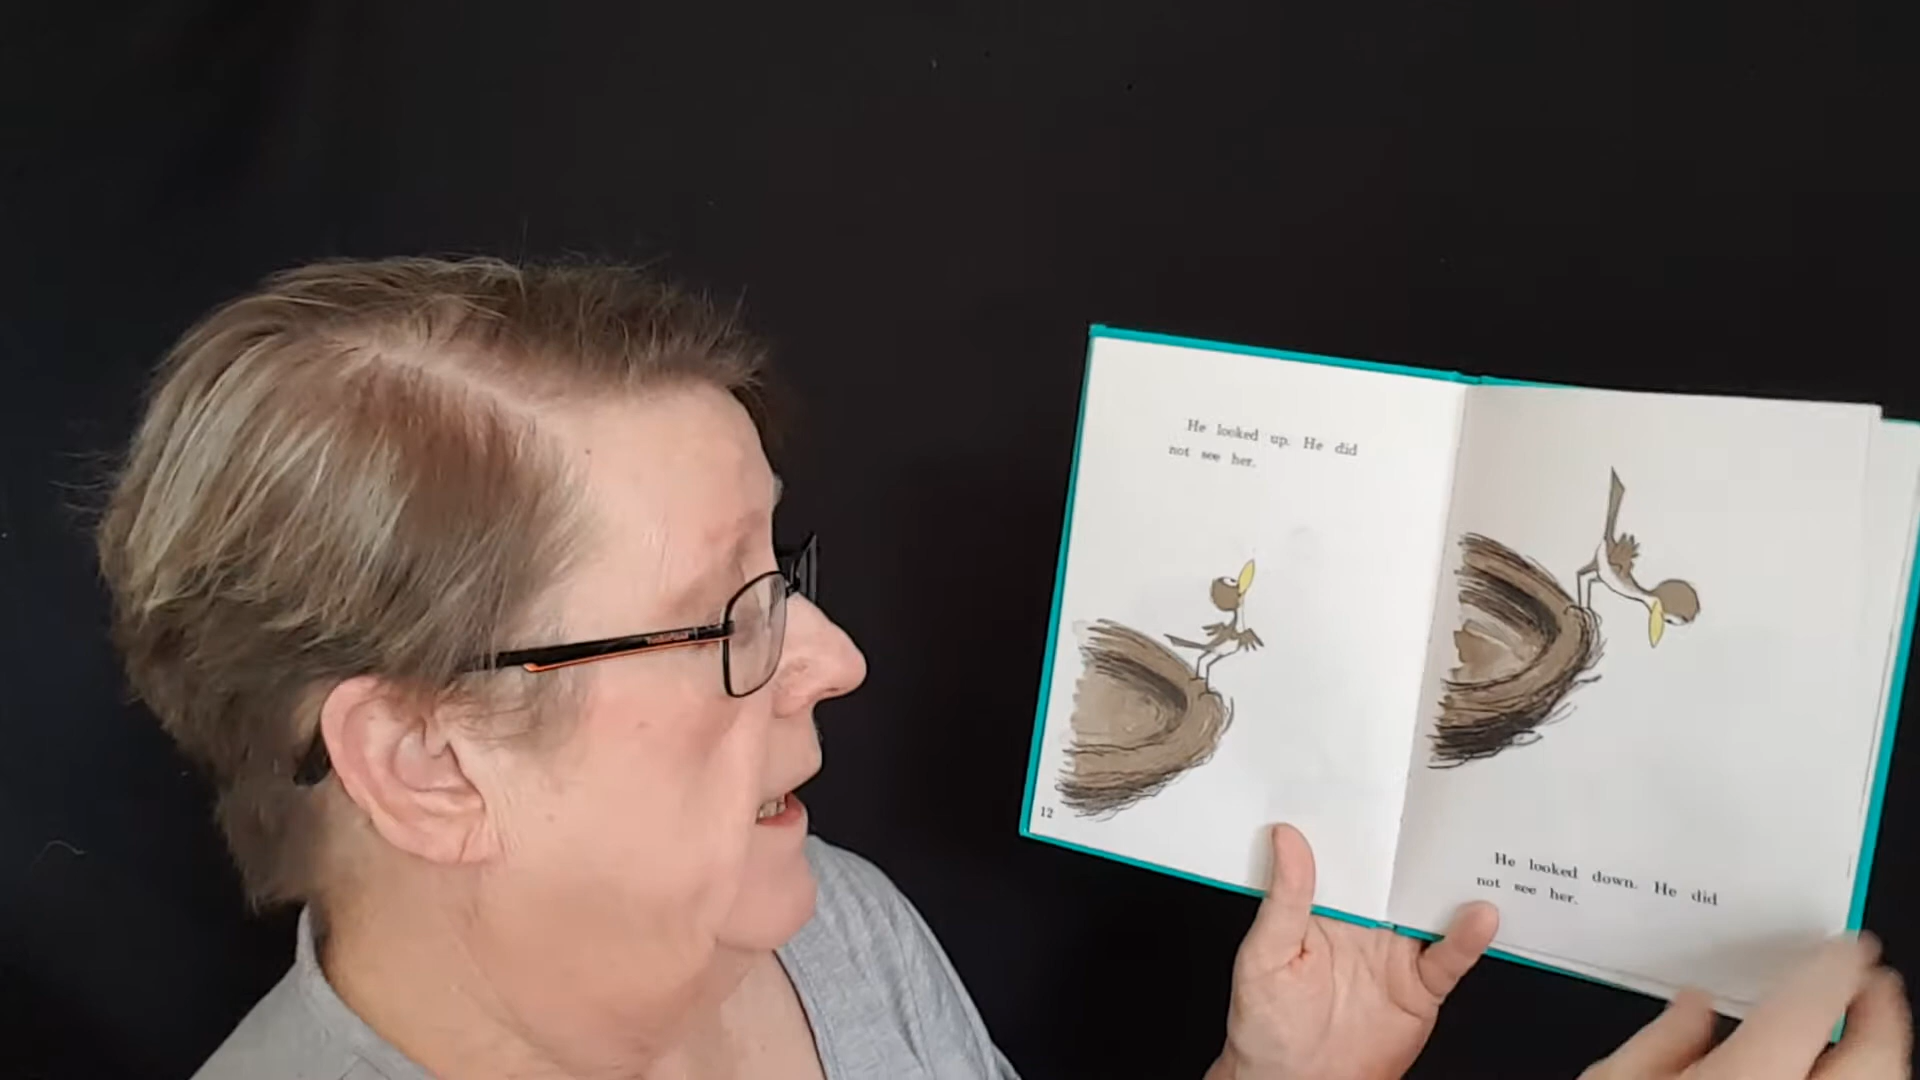 He looked up. He did
not see her.
12
He looked down. He did
not see her.